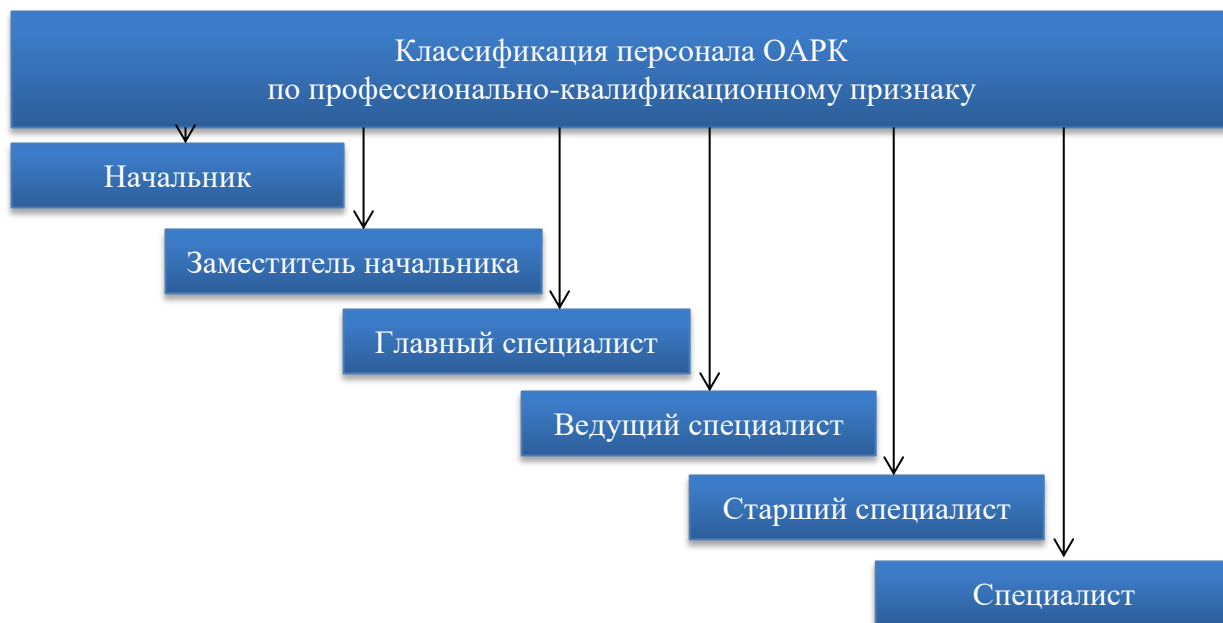 Классификация персонала ОАРК
по профессионально-квалификационному признаку
Начальник
Заместитель начальника
Главный специалист
Ведущий специалист
Старший специалист
Специалист